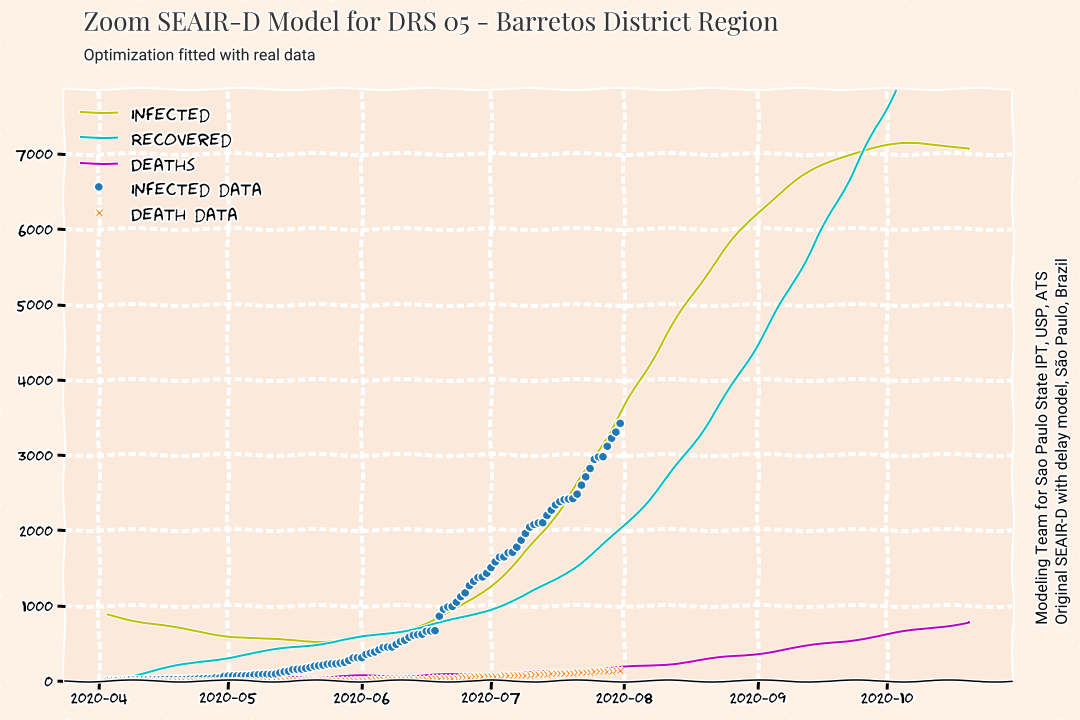 Zoom SEAIR-D Model for DRS 05 - Barretos District Region
Optimization fitted with real data
INFECTED
RECOVERED
DEATHS
INFECTED DATA
DEATH DATA
7000
6000
5000
4000
3000
2000
1000
0
2020-04 2020-05 2020-06 2020-07 2020-08 2020-09 2020-10
Modeling Team for Sao Paulo State IPT, USP, ATS
Original SEAIR-D with delay model, São Paulo, Brazil